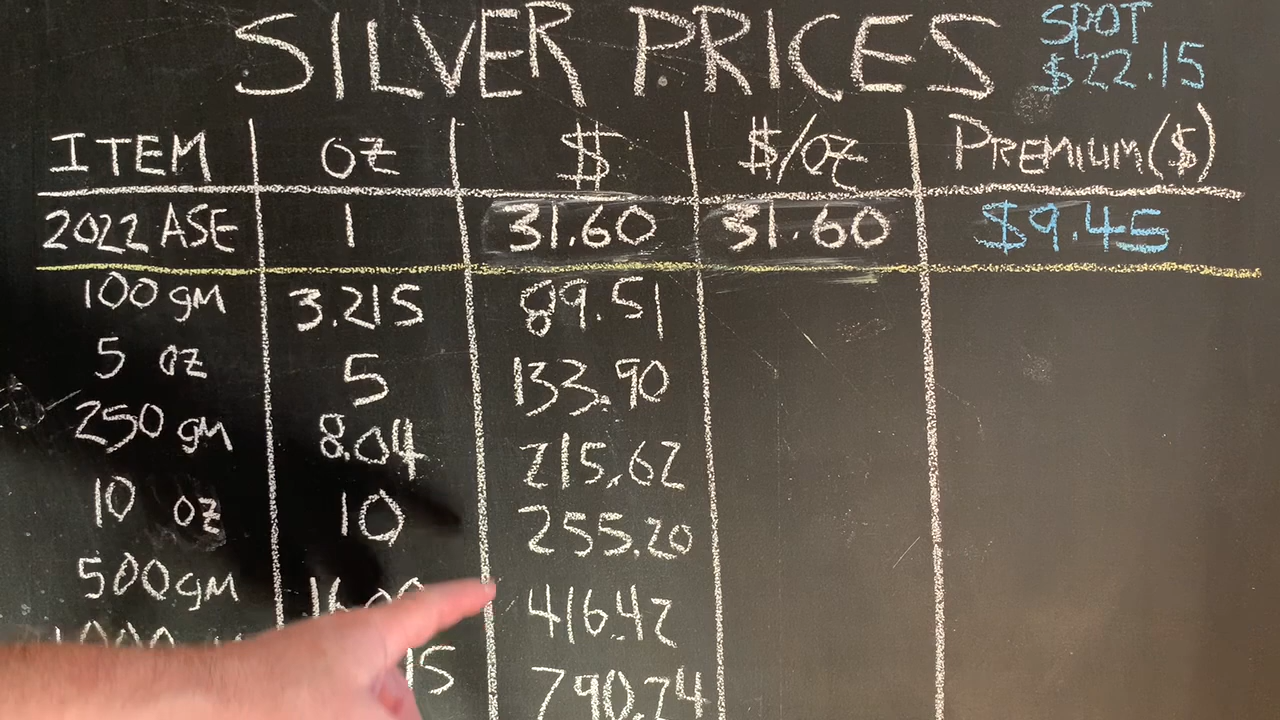 SILVER PRICES
SPOT
$22.15
ITEM OZ $ $/OZ PREMIUM($)
2022 ASE 1 31.60 31.60 $9.45
100 gm 3.215 89.51
5 oz 5 133.90
250 gm 8.04 215.62
10 oz 10 255.20
500 gm 416.42
790.24